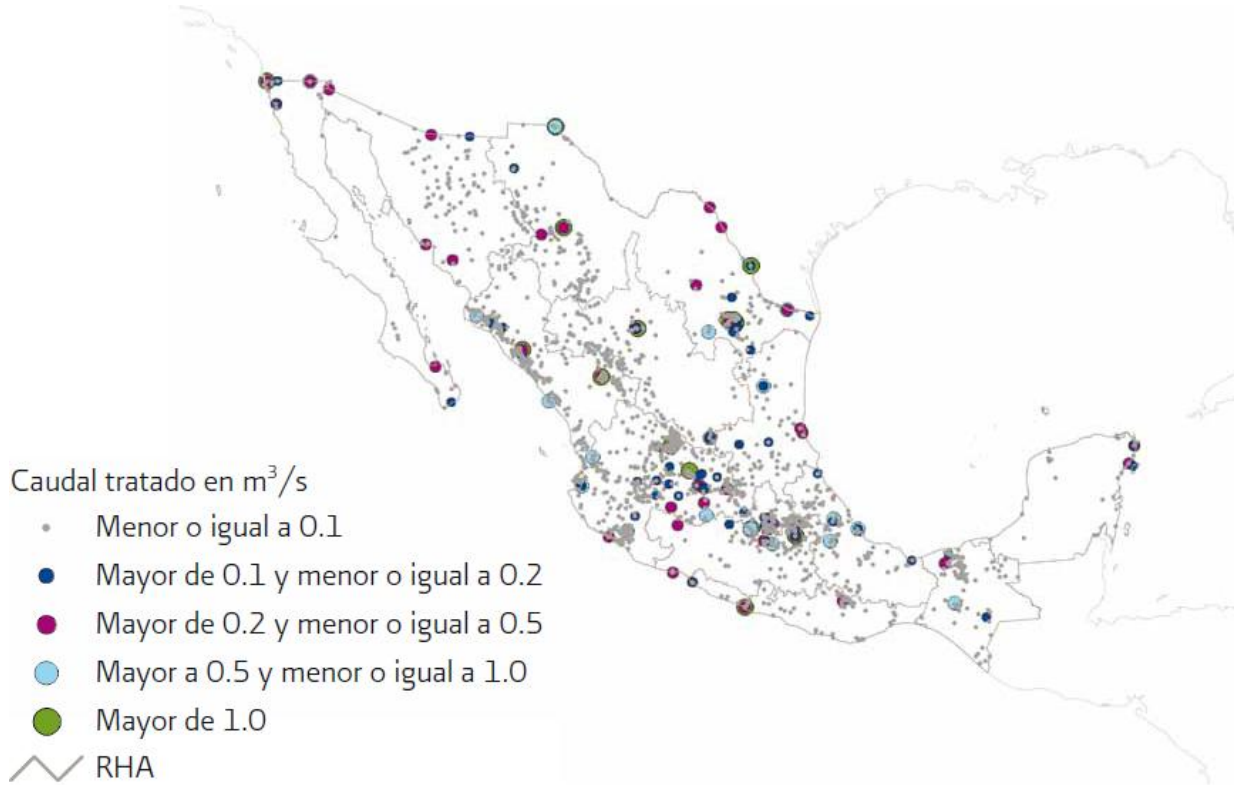 Caudal tratado en m³/s
Menor o igual a 0.1
Mayor de 0.1 y menor o igual a 0.2
Mayor de 0.2 y menor o igual a 0.5
Mayor a 0.5 y menor o igual a 1.0
Mayor de 1.0
RHA